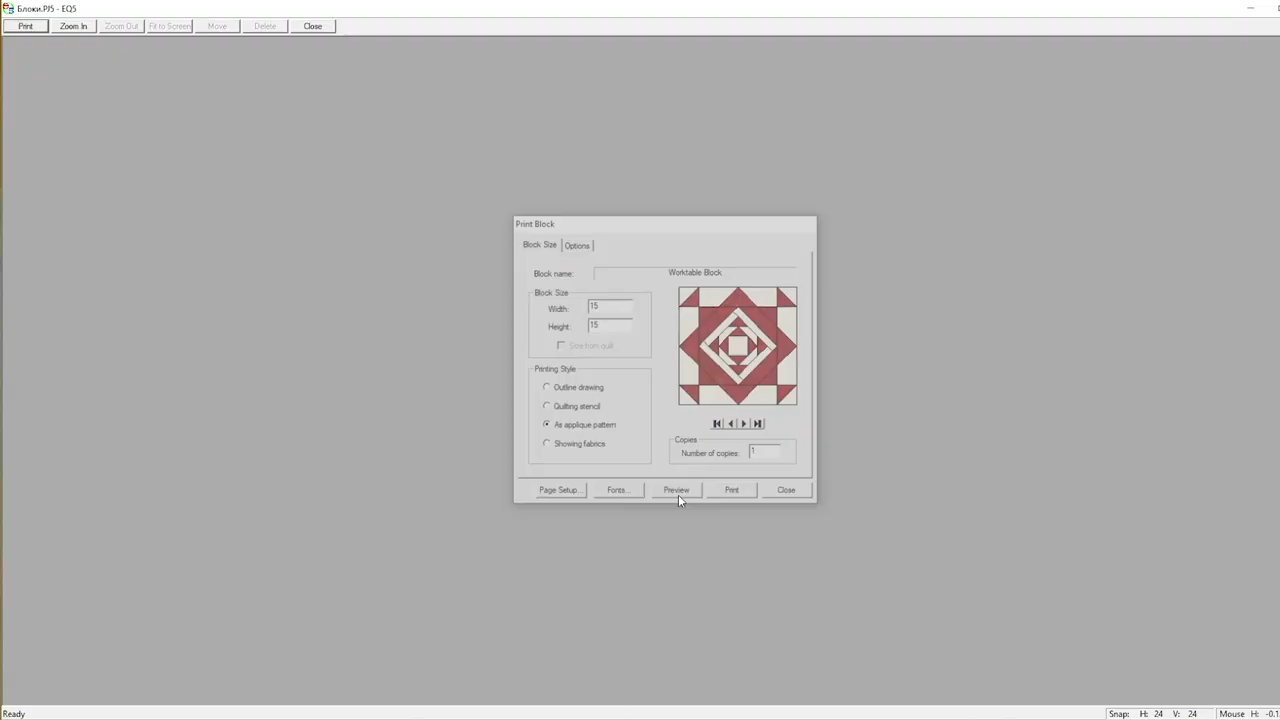 Блоки.PJ5 - EQ5
Print Zoom In Zoom Out Fit to Screen Move Delete Close
Print Block
Block Size Options
Block name: Worktable Block
Block Size
Width: 15
Height: 15
Size from quilt
Printing Style
Outline drawing
Quilting stencil
As applique pattern
Showing fabrics
Copies
Number of copies: 1
Page Setup... Fonts... Preview Print Close
Ready Snap: H: 24 V: 24 Mouse H: -0.1